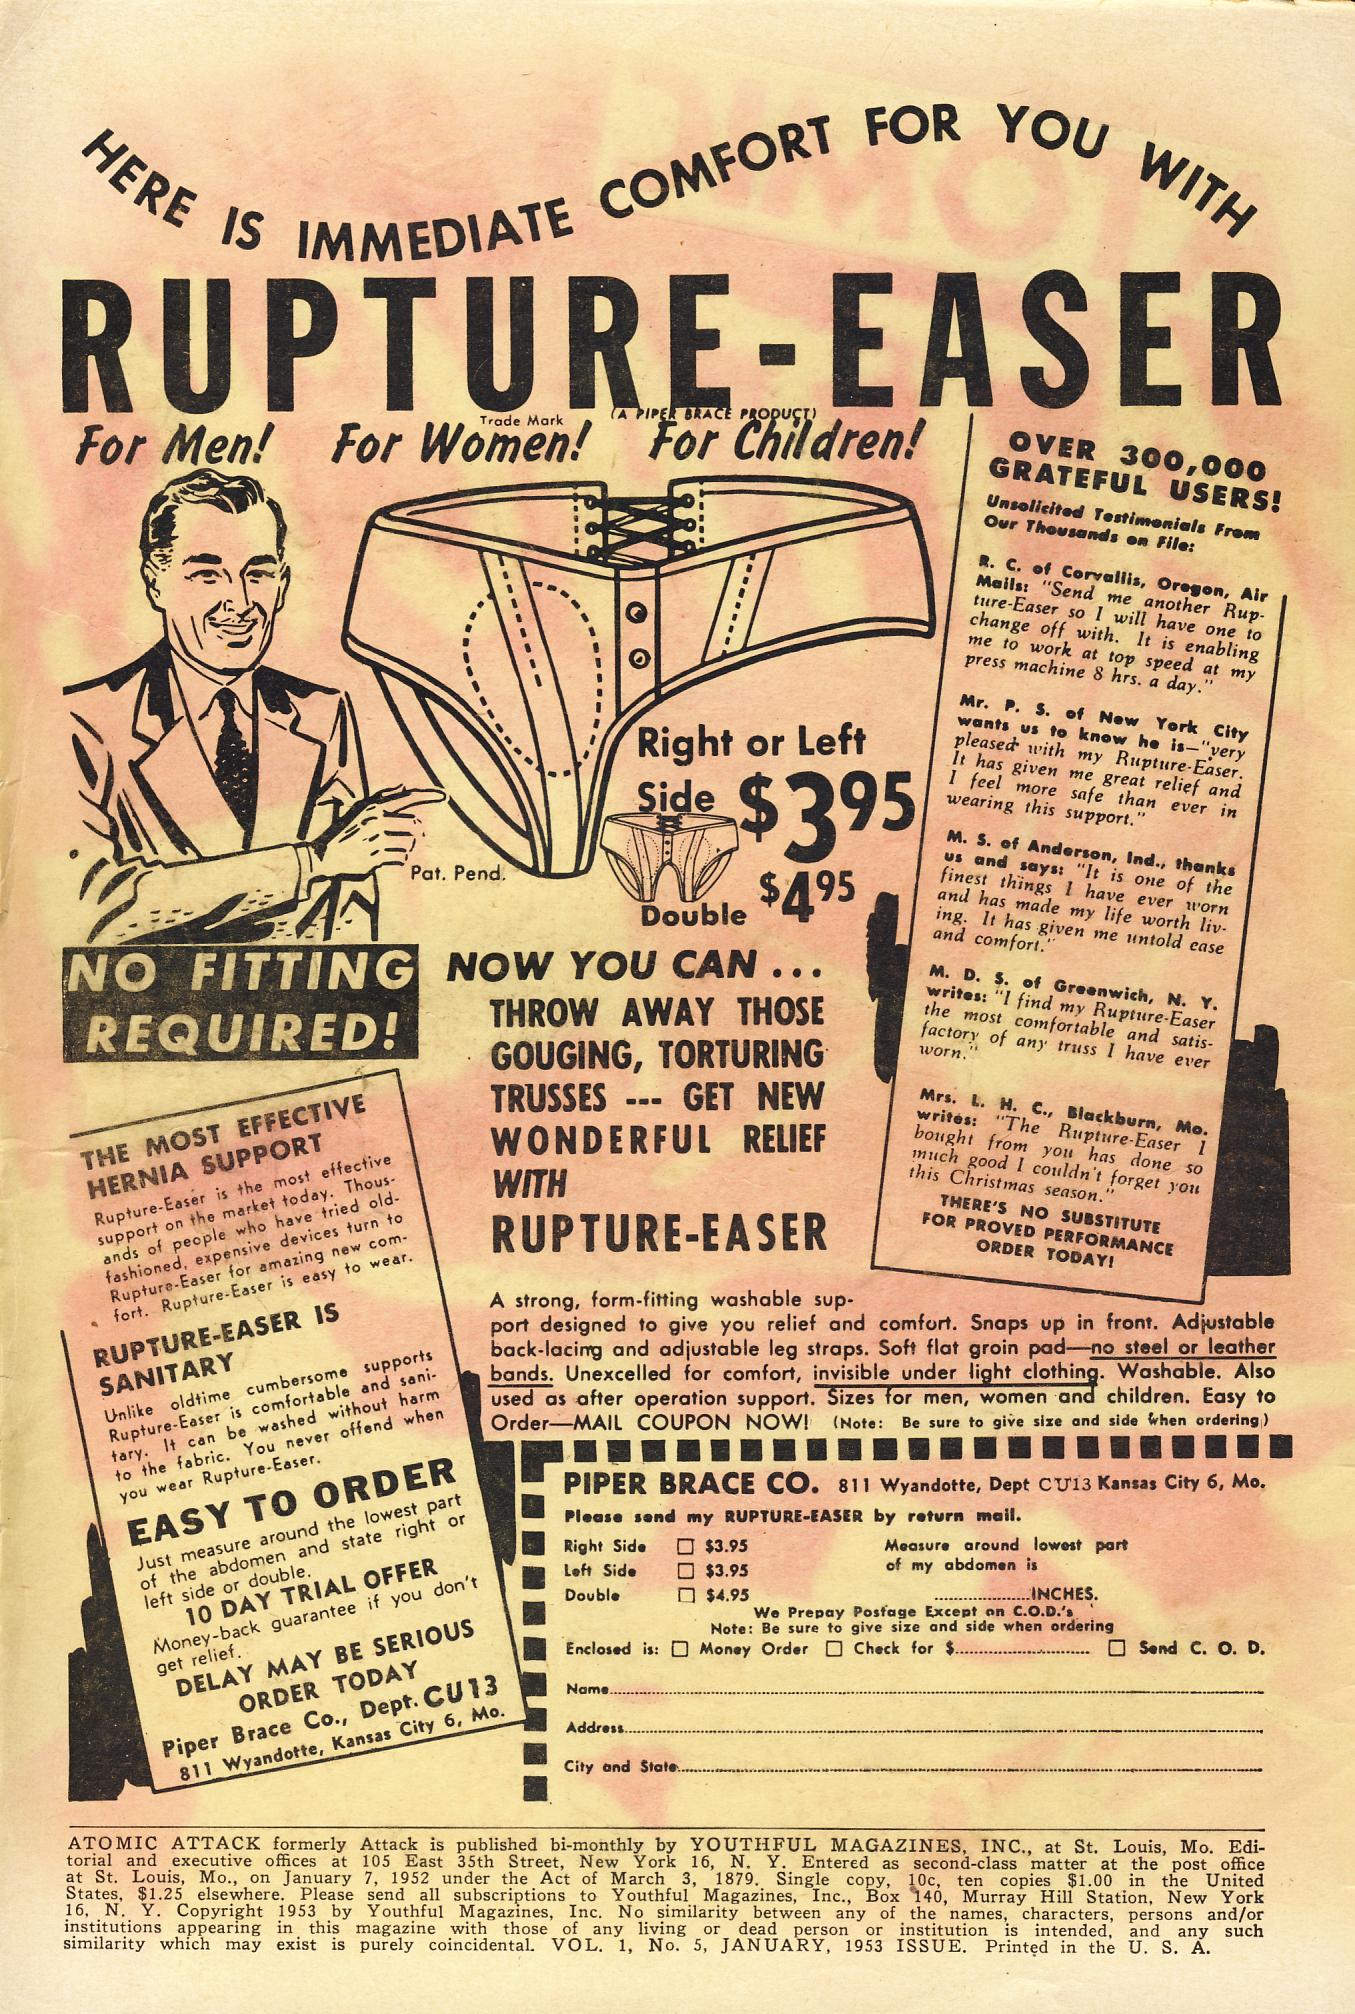 HERE IS IMMEDIATE COMFORT FOR YOU WITH
RUPTURE-EASER
Trade Mark
(A PIPER BRACE PRODUCT)
For Men! For Women! For Children!
Pat. Pend.
Right or Left
Side $3.95
Double $4.95
NO FITTING
REQUIRED!
NOW YOU CAN ...
THROW AWAY THOSE
GOUGING, TORTURING
TRUSSES --- GET NEW
WONDERFUL RELIEF
WITH
RUPTURE-EASER
OVER 300,000
GRATEFUL USERS!
Unsolicited Testimonials From
Our Thousands on File:
R. C. of Corvallis, Oregon, Air
Mails: "Send me another Rup-
ture-Easer so I will have one to
change off with. It is enabling
me to work at top speed at my
press machine 8 hrs. a day."
Mr. P. S. of New York City
wants us to know he is—"very
pleased with my Rupture-Easer.
It has given me great relief and
I feel more safe than ever in
wearing this support."
M. S. of Anderson, Ind., thanks
us and says: "It is one of the
finest things I have ever worn
and has made my life worth liv-
ing. It has given me untold ease
and comfort."
M. D. S. of Greenwich, N. Y.
writes: "I find my Rupture-Easer
the most comfortable and satis-
factory of any truss I have ever
worn."
Mrs. L. H. C., Blackburn, Mo.
writes: "The Rupture-Easer I
bought from you has done so
much good I couldn't forget you
this Christmas season."
THERE'S NO SUBSTITUTE
FOR PROVED PERFORMANCE
ORDER TODAY!
THE MOST EFFECTIVE
HERNIA SUPPORT
Rupture-Easer is the most effective
support on the market today. Thous-
ands of people who have tried old-
fashioned, expensive devices turn to
Rupture-Easer for amazing new com-
fort. Rupture-Easer is easy to wear.
RUPTURE-EASER IS
SANITARY
Unlike oldtime cumbersome supports
Rupture-Easer is comfortable and sani-
tary. It can be washed without harm
to the fabric. You never offend when
you wear Rupture-Easer.
EASY TO ORDER
Just measure around the lowest part
of the abdomen and state right or
left side or double.
10 DAY TRIAL OFFER
Money-back guarantee if you don't
get relief.
DELAY MAY BE SERIOUS
ORDER TODAY
Piper Brace Co., Dept. CU13
811 Wyandotte, Kansas City 6, Mo.
A strong, form-fitting washable sup-
port designed to give you relief and comfort. Snaps up in front. Adjustable
back-lacing and adjustable leg straps. Soft flat groin pad—no steel or leather
bands. Unexcelled for comfort, invisible under light clothing. Washable. Also
used as after operation support. Sizes for men, women and children. Easy to
Order—MAIL COUPON NOW! (Note: Be sure to give size and side when ordering)
PIPER BRACE CO. 811 Wyandotte, Dept CU13 Kansas City 6, Mo.
Please send my RUPTURE-EASER by return mail.
Right Side ☐ $3.95 Measure around lowest part
Left Side ☐ $3.95 of my abdomen is
Double ☐ $4.95 ....................INCHES.
We Prepay Postage Except on C.O.D.'s
Note: Be sure to give size and side when ordering
Enclosed is: ☐ Money Order ☐ Check for $............................ ☐ Send C. O. D.
Name............................
Address............................
City and State............................
ATOMIC ATTACK formerly Attack is published bi-monthly by YOUTHFUL MAGAZINES, INC., at St. Louis, Mo. Edi-
torial and executive offices at 105 East 35th Street, New York 16, N. Y. Entered as second-class matter at the post office
at St. Louis, Mo., on January 7, 1952 under the Act of March 3, 1879. Single copy, 10c, ten copies $1.00 in the United
States, $1.25 elsewhere. Please send all subscriptions to Youthful Magazines, Inc., Box 140, Murray Hill Station, New York
16, N. Y. Copyright 1953 by Youthful Magazines, Inc. No similarity between any of the names, characters, persons and/or
institutions appearing in this magazine with those of any living or dead person or institution is intended, and any such
similarity which may exist is purely coincidental. VOL. 1, No. 5, JANUARY, 1953 ISSUE. Printed in the U. S. A.